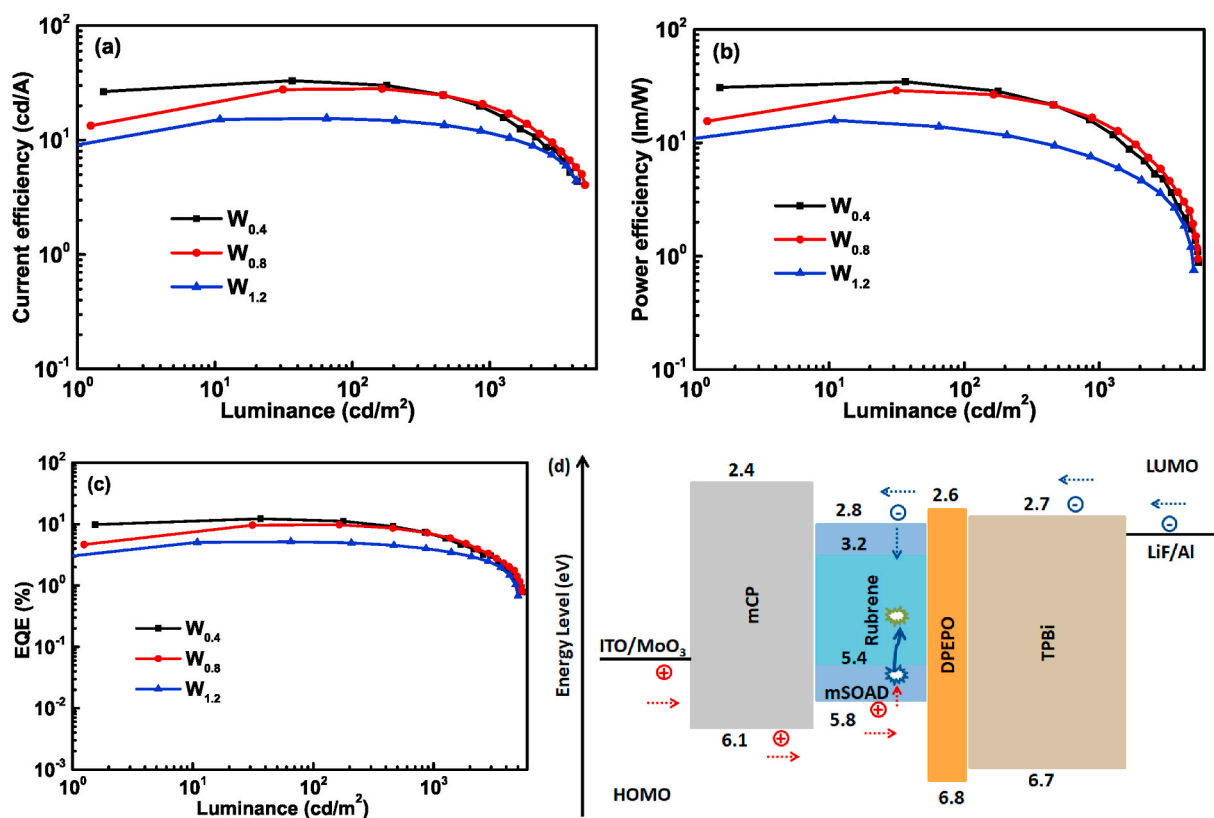 (a)
Current efficiency (cd/A)
10²
10¹
10⁰
10⁻¹
W₀.₄
W₀.₈
W₁.₂
10⁰ 10¹ 10² 10³
Luminance (cd/m²)
(b)
Power efficiency (lm/W)
10²
10¹
10⁰
10⁻¹
W₀.₄
W₀.₈
W₁.₂
10⁰ 10¹ 10² 10³
Luminance (cd/m²)
(c)
EQE (%)
10²
10¹
10⁰
10⁻¹
10⁻²
10⁻³
W₀.₄
W₀.₈
W₁.₂
10⁰ 10¹ 10² 10³
Luminance (cd/m²)
(d)
Energy Level (eV)
LUMO
2.4
2.8
2.6
2.7
3.2
LiF/Al
mCP
Rubrene
DPEPO
TPBi
ITO/MoO₃
5.4
mSOAD
5.8
6.1
6.7
6.8
HOMO
+
+
+
-
-
-